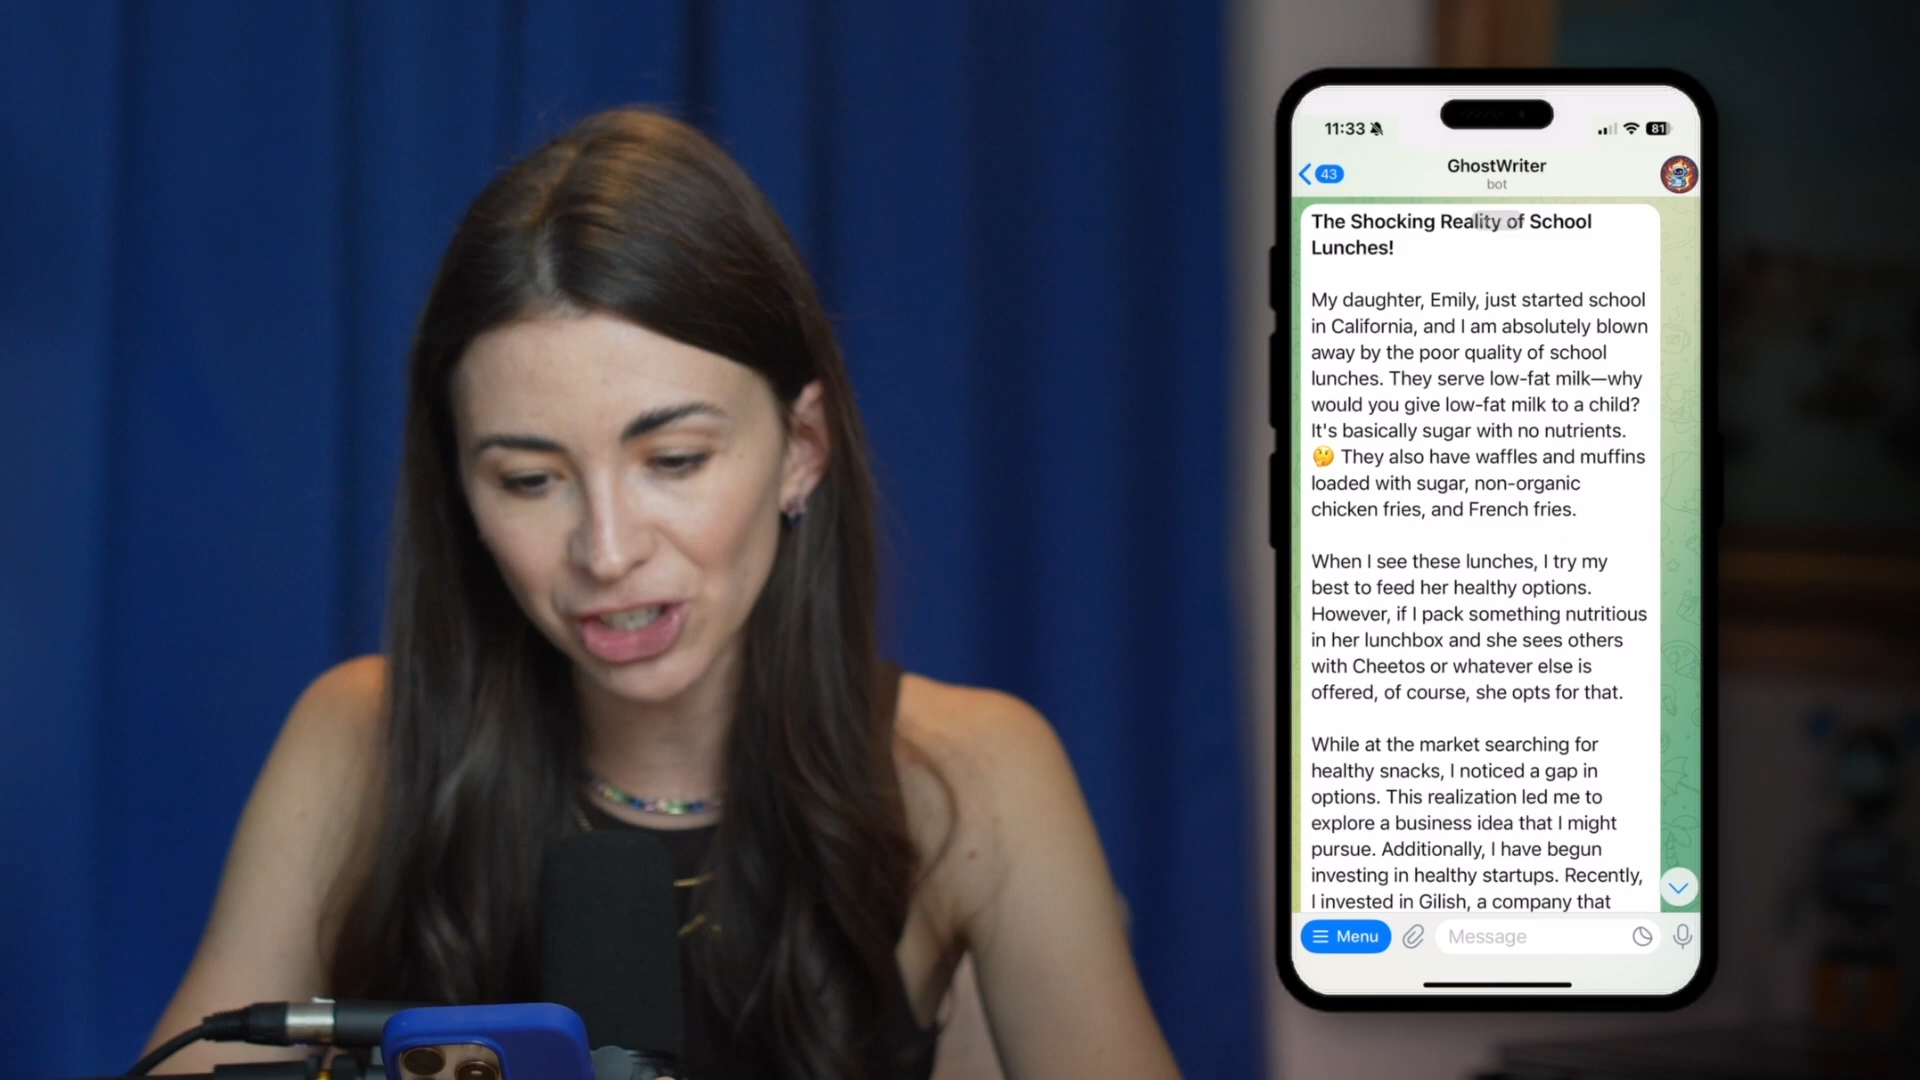 11:33
81
43
GhostWriter
bot
The Shocking Reality of School
Lunches!
My daughter, Emily, just started school
in California, and I am absolutely blown
away by the poor quality of school
lunches. They serve low-fat milk—why
would you give low-fat milk to a child?
It's basically sugar with no nutrients.
🤔 They also have waffles and muffins
loaded with sugar, non-organic
chicken fries, and French fries.
When I see these lunches, I try my
best to feed her healthy options.
However, if I pack something nutritious
in her lunchbox and she sees others
with Cheetos or whatever else is
offered, of course, she opts for that.
While at the market searching for
healthy snacks, I noticed a gap in
options. This realization led me to
explore a business idea that I might
pursue. Additionally, I have begun
investing in healthy startups. Recently,
I invested in Gilish, a company that
Menu
Message